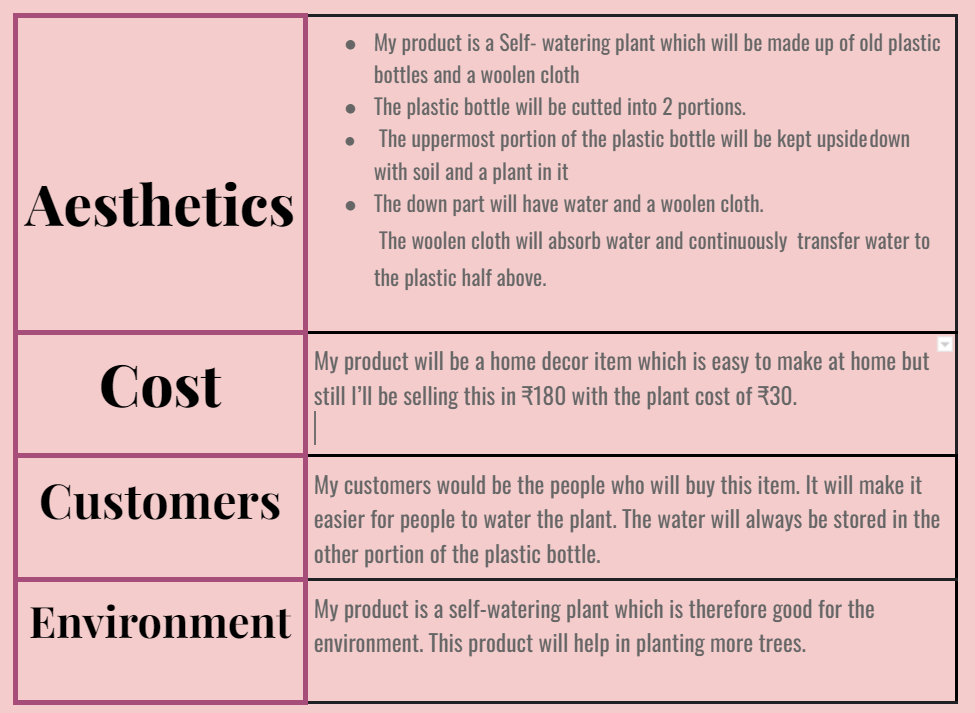 Aesthetics
● My product is a Self- watering plant which will be made up of old plastic
bottles and a woolen cloth
● The plastic bottle will be cutted into 2 portions.
● The uppermost portion of the plastic bottle will be kept upside down
with soil and a plant in it
● The down part will have water and a woolen cloth.
The woolen cloth will absorb water and continuously transfer water to
the plastic half above.
Cost
My product will be a home decor item which is easy to make at home but
still I'll be selling this in ₹180 with the plant cost of ₹30.
Customers
My customers would be the people who will buy this item. It will make it
easier for people to water the plant. The water will always be stored in the
other portion of the plastic bottle.
Environment
My product is a self-watering plant which is therefore good for the
environment. This product will help in planting more trees.